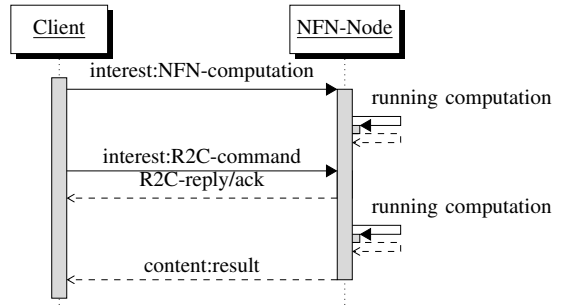 Client
NFN-Node
interest:NFN-computation
running computation
interest:R2C-command
R2C-reply/ack
running computation
content:result